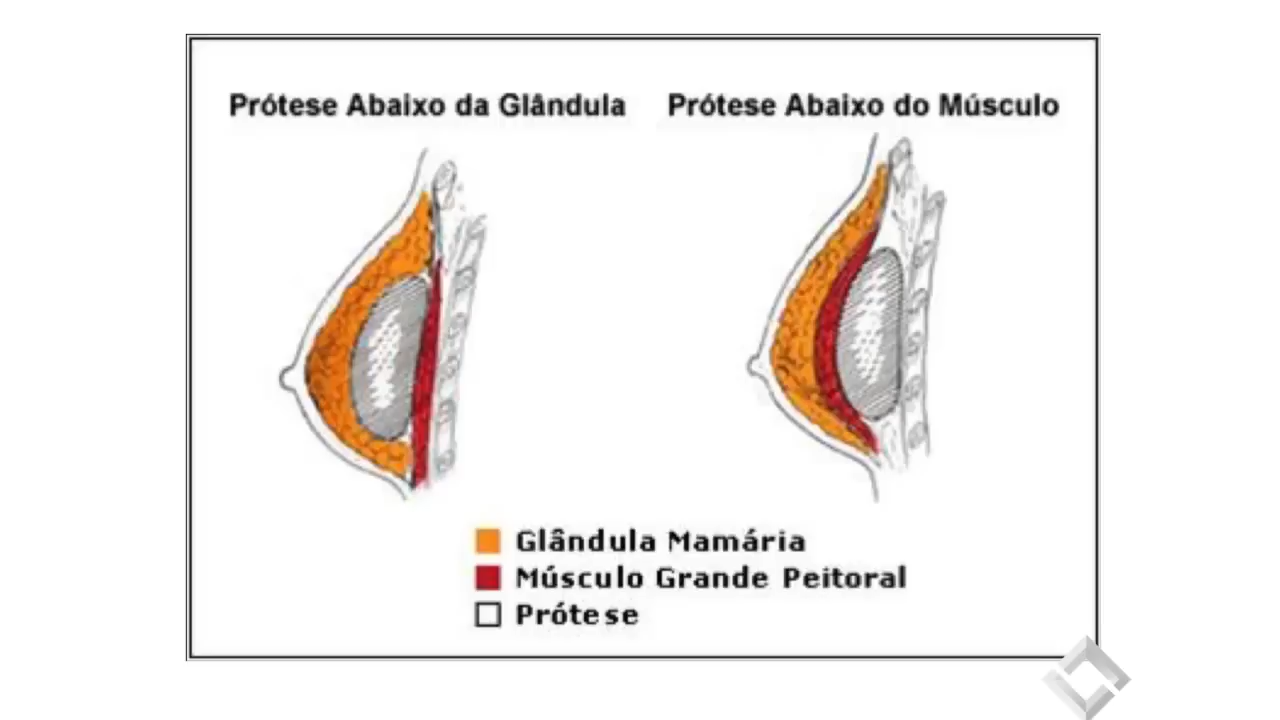 Prótese Abaixo da Glândula
Prótese Abaixo do Músculo
Glândula Mamária
Músculo Grande Peitoral
Prótese